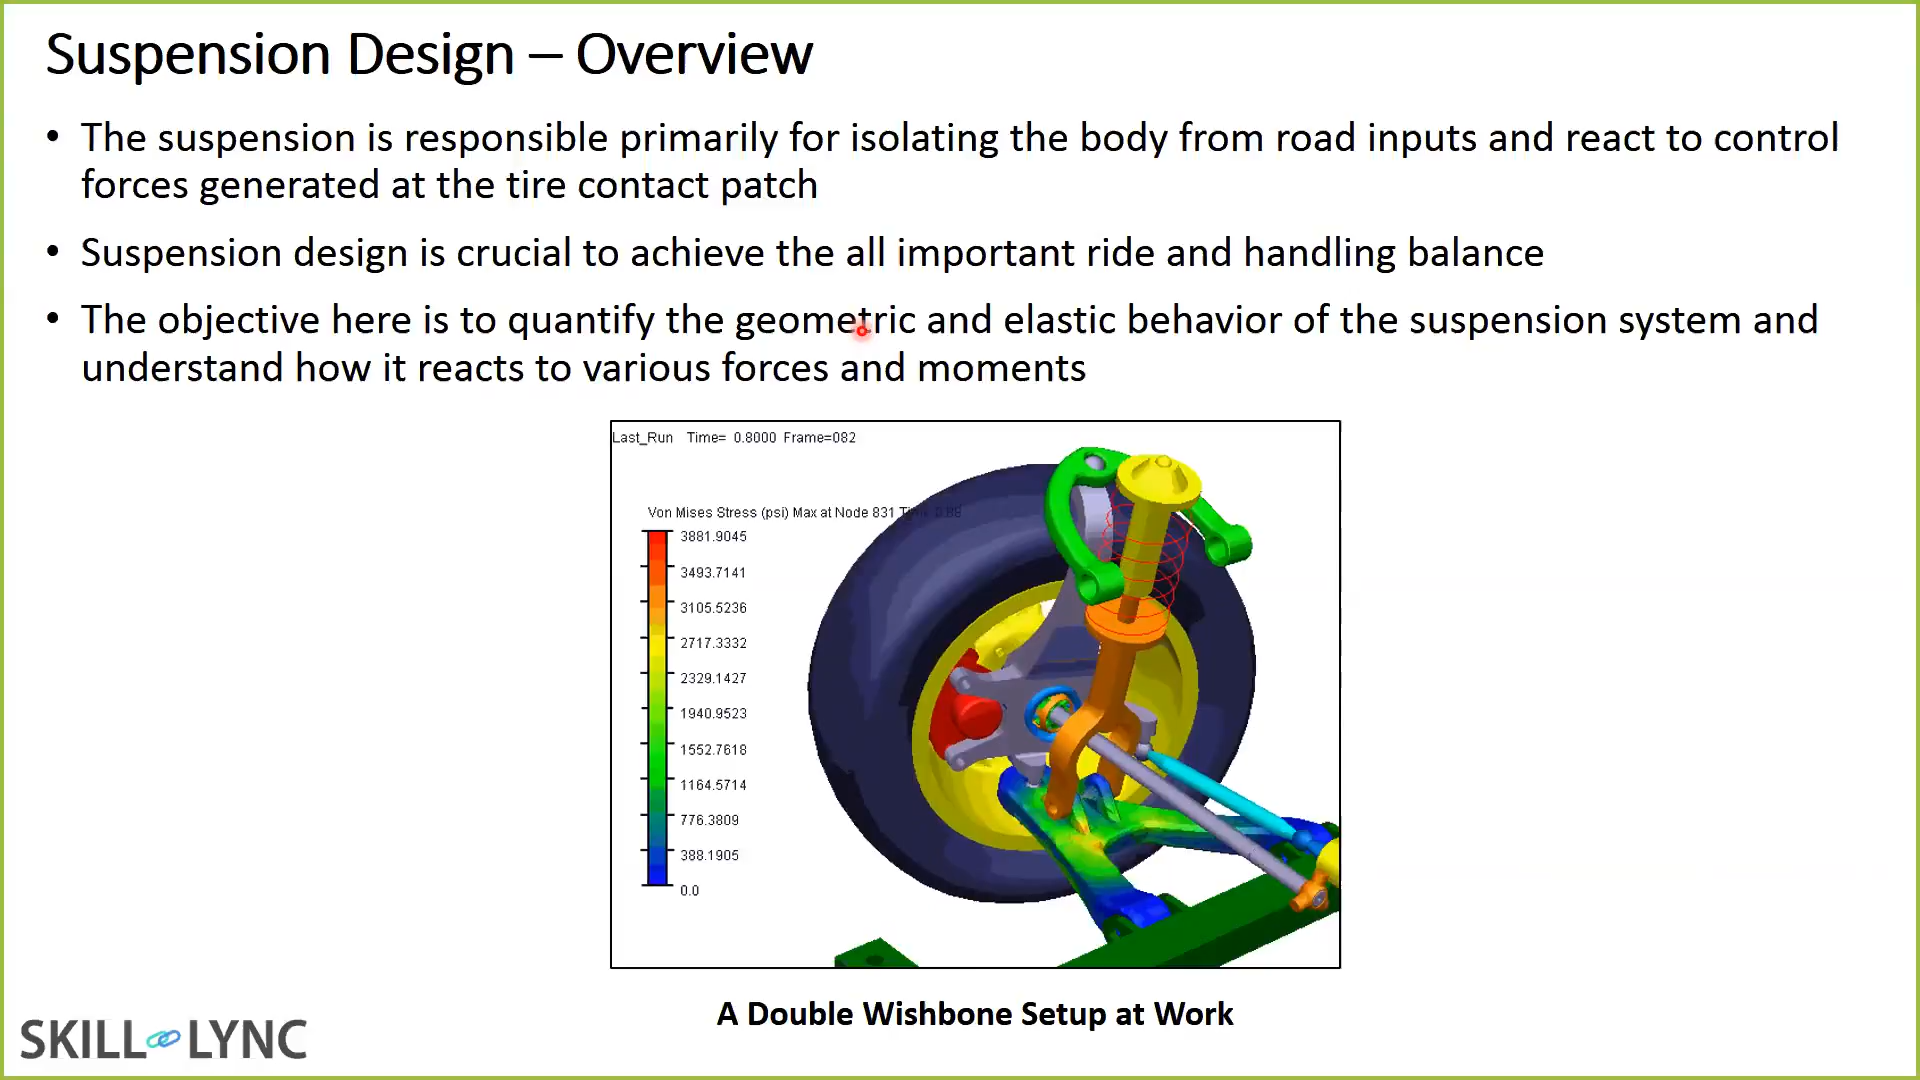 Suspension Design – Overview
• The suspension is responsible primarily for isolating the body from road inputs and react to control
forces generated at the tire contact patch
• Suspension design is crucial to achieve the all important ride and handling balance
• The objective here is to quantify the geometric and elastic behavior of the suspension system and
understand how it reacts to various forces and moments
Last_Run Time= 0.8000 Frame=082
Von Mises Stress (psi) Max at Node 831
3881.9045
3493.7141
3105.5236
2717.3332
2329.1427
1940.9523
1552.7618
1164.5714
776.3809
388.1905
0.0
A Double Wishbone Setup at Work
SKILL LYNC